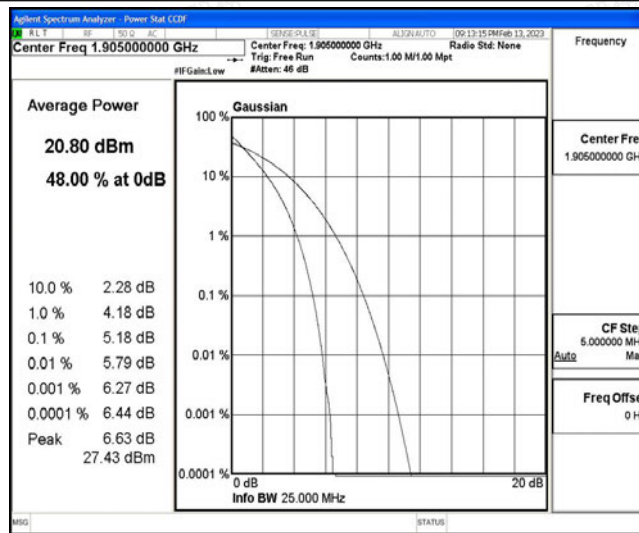 Agilent Spectrum Analyzer - Power Stat CCDF
RLT RF 50 Ω AC SENSE:PULSE ALIGN AUTO 09:13:15 PM Feb 13, 2023
Center Freq 1.905000000 GHz
Center Freq: 1.905000000 GHz Radio Std: None
Trig: Free Run Counts:1.00 M/1.00 Mpt
#IFGain:Low #Atten: 46 dB
Frequency
Average Power
20.80 dBm
48.00 % at 0dB
10.0 % 2.28 dB
1.0 % 4.18 dB
0.1 % 5.18 dB
0.01 % 5.79 dB
0.001 % 6.27 dB
0.0001 % 6.44 dB
Peak 6.63 dB
27.43 dBm
Gaussian
100 %
10 %
1 %
0.1 %
0.01 %
0.001 %
0.0001 %
0 dB 20 dB
Info BW 25.000 MHz
Center Fre
1.905000000 GH
CF Ste
5.000000 MH
Auto Ma
Freq Offse
0 H
MSG STATUS